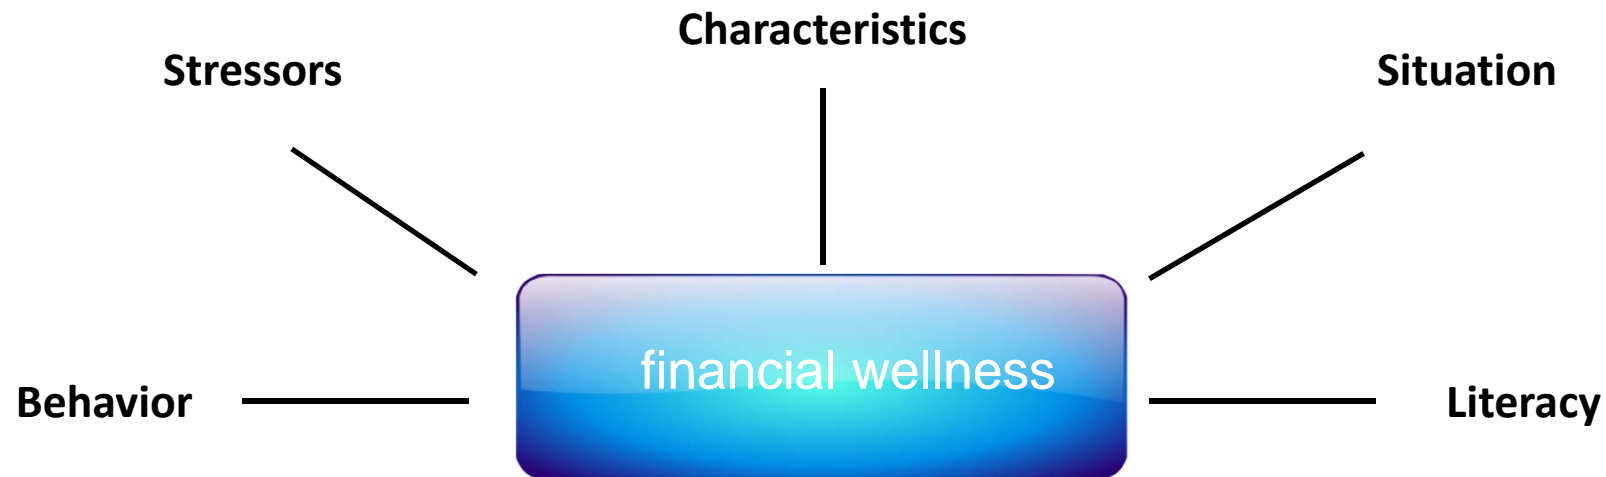 Characteristics
Stressors
Situation
financial wellness
Behavior
Literacy